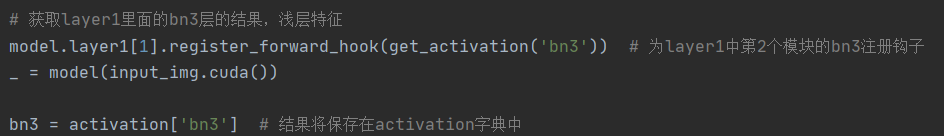 # 获取layer1里面的bn3层的结果，浅层特征
model.layer1[1].register_forward_hook(get_activation('bn3'))  # 为layer1中第2个模块的bn3注册钩子
_ = model(input_img.cuda())
bn3 = activation['bn3']  # 结果将保存在activation字典中